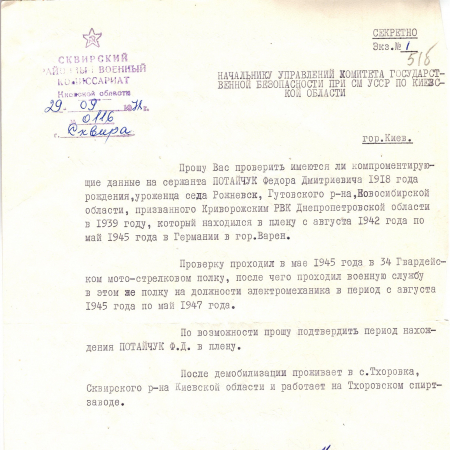 СЕКРЕТНО
Экз.№ 1
516
СКВИРСКИЙ
РАЙОННЫЙ ВОЕННЫЙ
КОМИССАРИАТ
Киевской области
29. 09 1971г.
№ 0116
г. Сквира
НАЧАЛЬНИКУ УПРАВЛЕНИЙ КОМИТЕТА ГОСУДАРСТ-
ВЕННОЙ БЕЗОПАСНОСТИ ПРИ СМ УССР ПО КИЕВС-
КОЙ ОБЛАСТИ
гор.Киев.
Прошу Вас проверить имеются ли компроментирую-
щие данные на сержанта ПОТАЙЧУК Федора Дмитриевича 1918 года
рождения,уроженца села Рожневск, Гутовского р-на,Новосибирской
области, призванного Криворожским РВК Днепропетровской области
в 1939 году, который находился в плену с августа 1942 года по
май 1945 года в Германии в гор.Варен.
Проверку проходил в мае 1945 года в 34 Гвардейс-
ком мото-стрелковом полку, после чего проходил военную службу
в этом же полку на должности электромеханика в период с августа
1945 года по май 1947 года.
По возможности прошу подтвердить период нахож-
дения ПОТАЙЧУК Ф.Д. в плену.
После демобилизации проживает в с.Тхоровка,
Сквирского р-на Киевской области и работает на Тхоровском спирт-
заводе.